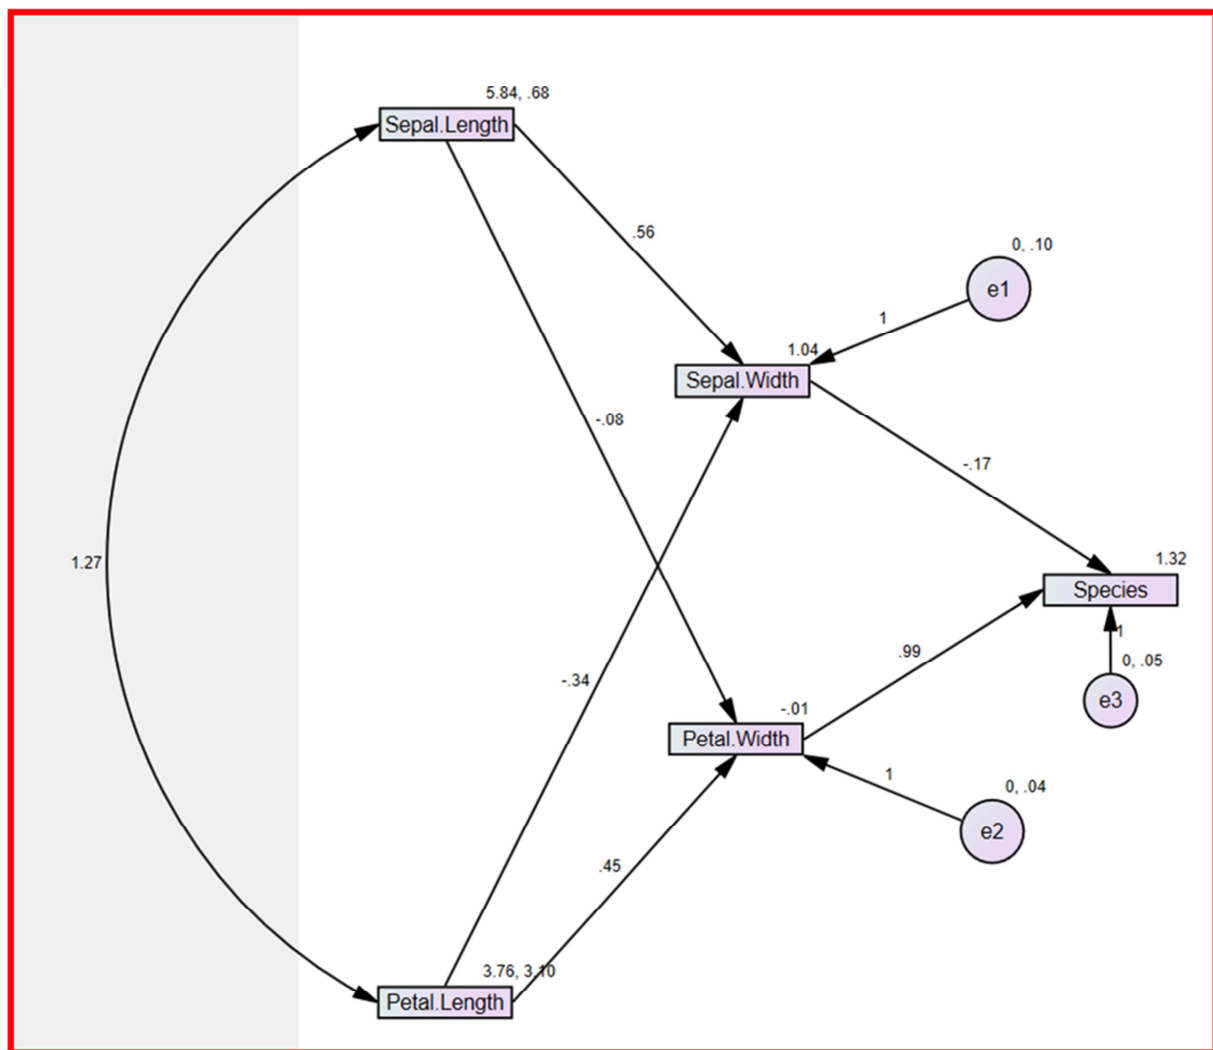 5.84, .68
Sepal.Length
.56
0, .10
e1
1
1.04
Sepal.Width
-.08
-.17
1.27
1.32
Species
1
.99
0, .05
-.34
e3
-.01
Petal.Width
1
0, .04
e2
.45
3.76, 3.10
Petal.Length